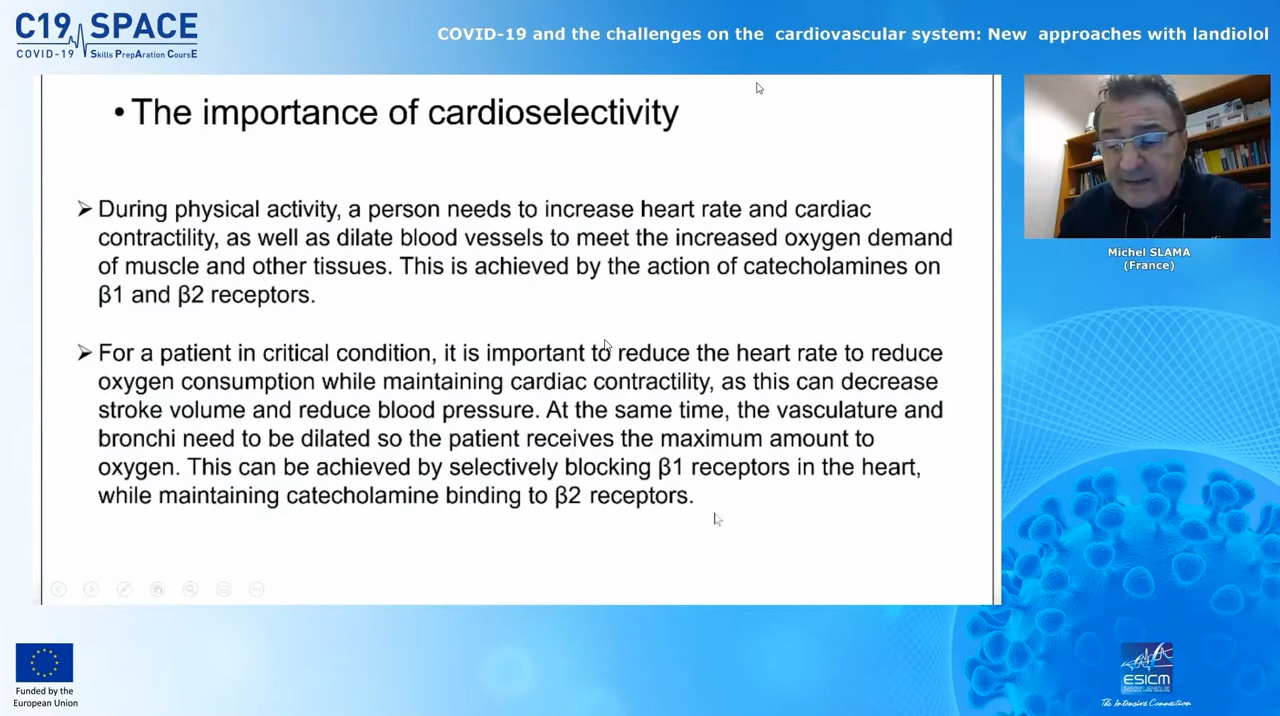 C19 SPACE
COVID-19 Skills PrepAration CoursE
COVID-19 and the challenges on the cardiovascular system: New approaches with landiolol
• The importance of cardioselectivity
➢ During physical activity, a person needs to increase heart rate and cardiac
contractility, as well as dilate blood vessels to meet the increased oxygen demand
of muscle and other tissues. This is achieved by the action of catecholamines on
β1 and β2 receptors.
➢ For a patient in critical condition, it is important to reduce the heart rate to reduce
oxygen consumption while maintaining cardiac contractility, as this can decrease
stroke volume and reduce blood pressure. At the same time, the vasculature and
bronchi need to be dilated so the patient receives the maximum amount to
oxygen. This can be achieved by selectively blocking β1 receptors in the heart,
while maintaining catecholamine binding to β2 receptors.
Michel SLAMA
(France)
Funded by the
European Union
ESICM
The Intensive Connection